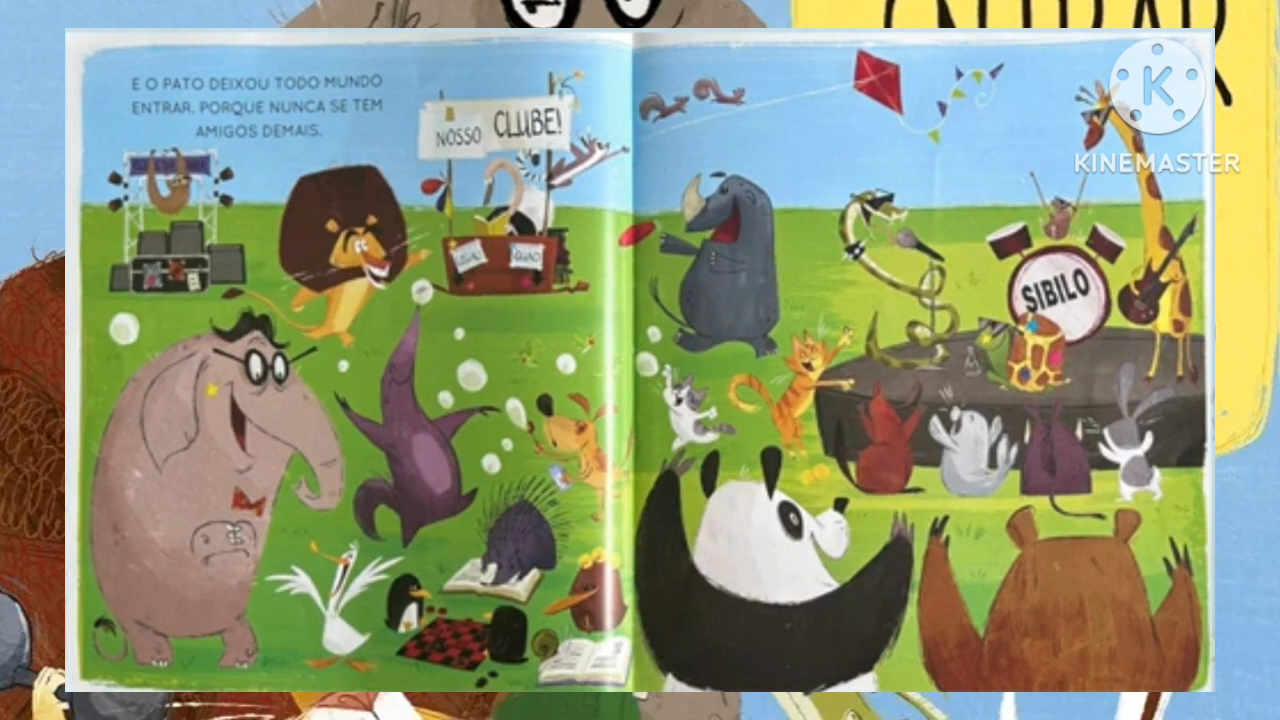 E O PATO DEIXOU TODO MUNDO
ENTRAR. PORQUE NUNCA SE TEM
AMIGOS DEMAIS.
NOSSO CLUBE!
SIBILO
K
KINEMASTER